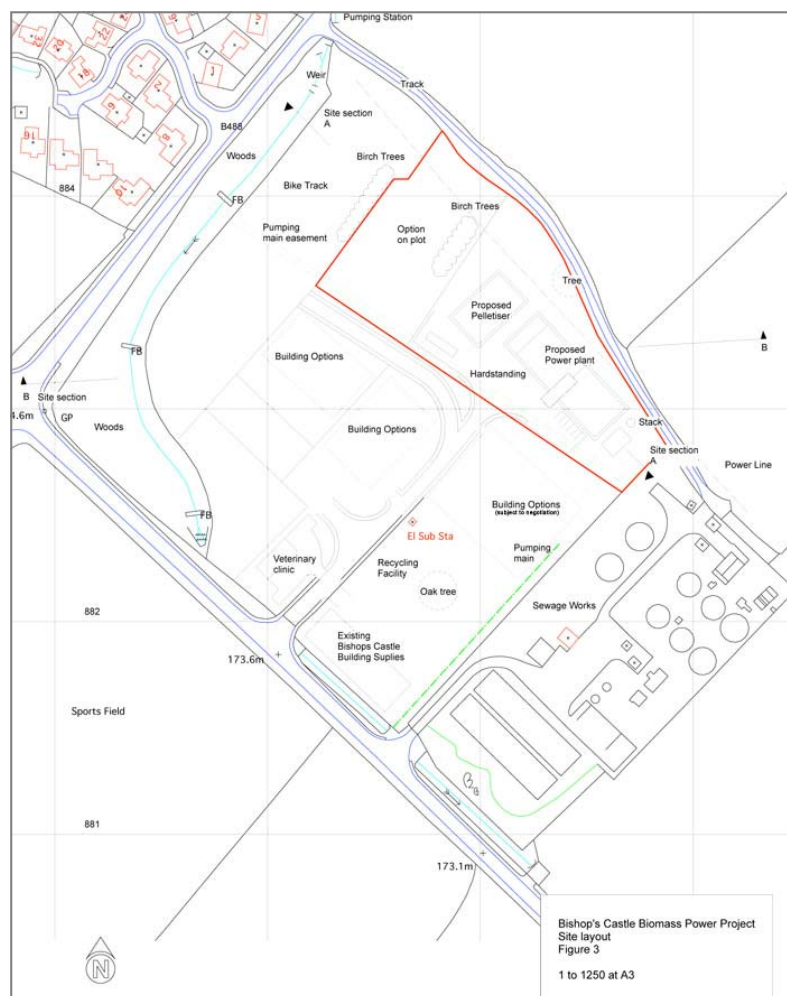 Pumping Station
Weir
Track
Site section
A
B488
Woods
Birch Trees
884
Bike Track
FB
Birch Trees
Pumping
main easement
Option
on plot
Tree
Proposed
Pelletiser
Proposed
Power plant
B
FB
Building Options
Hardstanding
B
Site section
4.6m
GP
Woods
Building Options
Stack
Site section
A
Power Line
Building Options
(subject to negotiation)
FB
El Sub Sta
Veterinary
clinic
Recycling
Facility
Pumping
main
Oak tree
Sewage Works
882
Existing
Bishops Castle
Building Suplies
173.6m
Sports Field
881
173.1m
N
Bishop's Castle Biomass Power Project
Site layout
Figure 3
1 to 1250 at A3